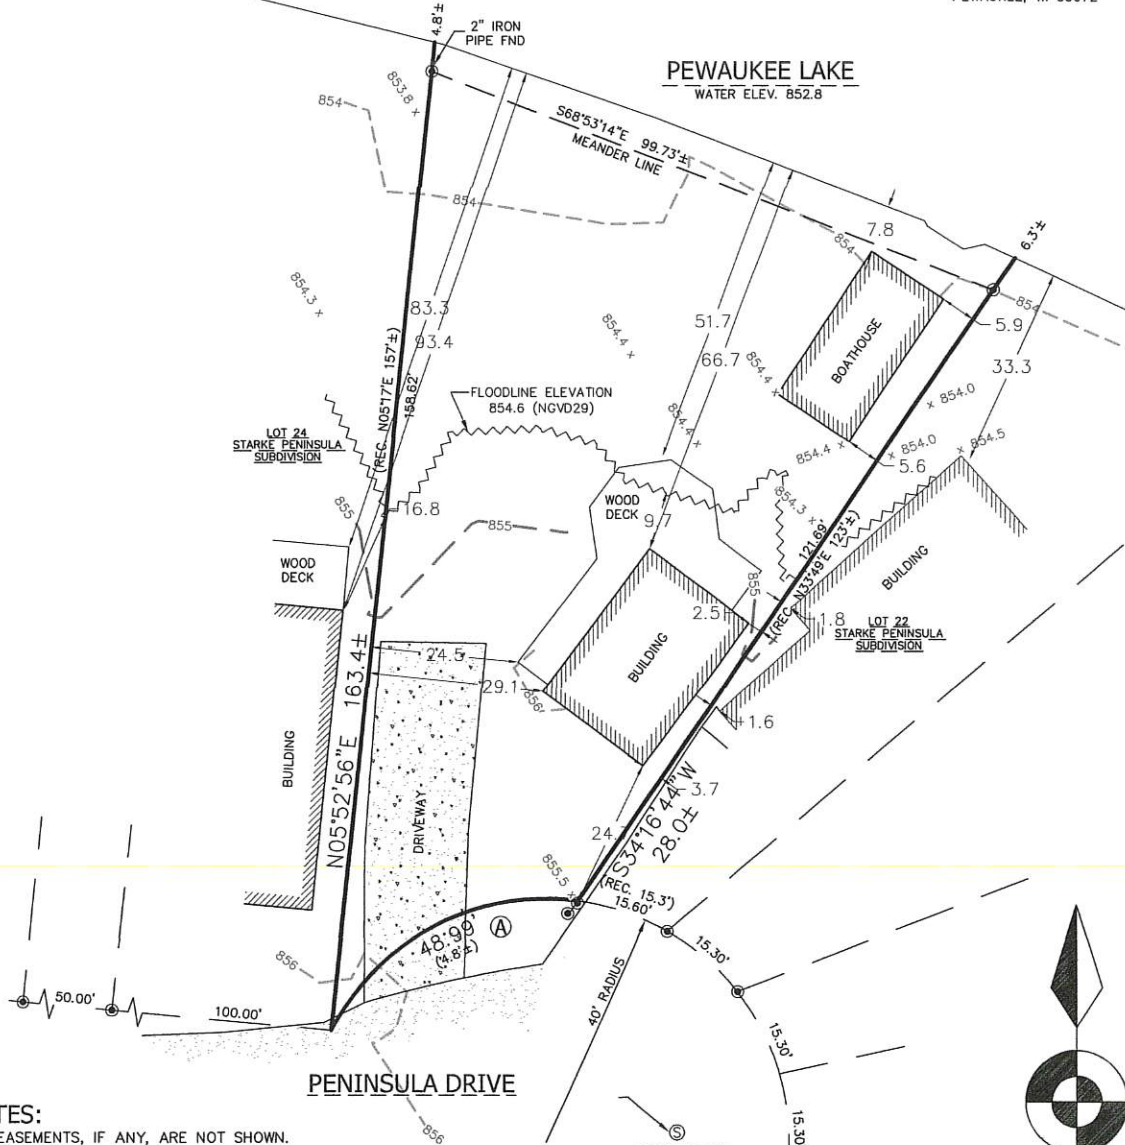 4.8'±
2" IRON
PIPE FND
PEWAUKEE LAKE
WATER ELEV. 852.8
853.8 x
854
S68°53'14"E 99.73'±
MEANDER LINE
854
7.8
6.3'±
854
854
854.3 x
83.3
93.4
854.4 x
51.7
66.7
BOATHOUSE
5.9
33.3
(REC. N05°17'E 157'±)
158.62'
FLOODLINE ELEVATION
854.6 (NGVD29)
854.4 x
x 854.0
LOT 24
STARKE PENINSULA
SUBDIVISION
854.4 x
854.4 x
x 854.0
x 854.5
5.6
855
16.8
855
WOOD
DECK
9.7
854.3 x
121.69'
(REC. N33°49'E 123'±)
BUILDING
WOOD
DECK
855
2.5
1.8
LOT 22
STARKE PENINSULA
SUBDIVISION
BUILDING
24.5
29.1
856
1.6
N05°52'56"E 163.4±
BUILDING
DRIVEWAY
3.7
S34°16'44"W
28.0±
855.5 x
(REC. 15.3')
15.60'
48.99'
(4.8'±)
A
15.30'
856
50.00'
100.00'
40' RADIUS
15.30'
PENINSULA DRIVE
856
15.30
S
TES:
EASEMENTS, IF ANY, ARE NOT SHOWN.